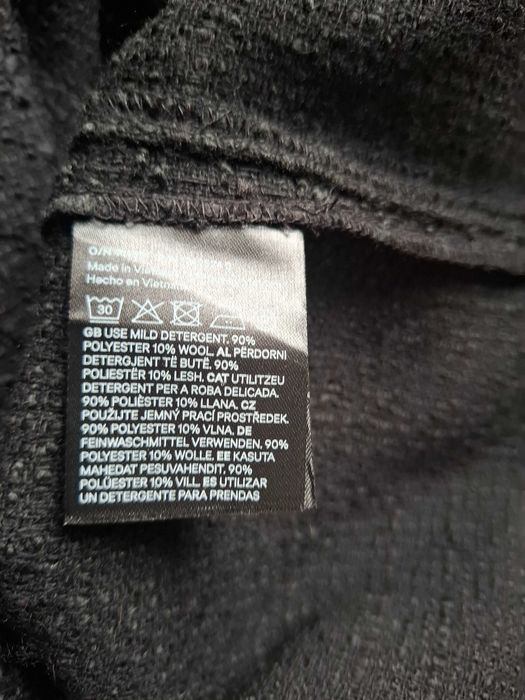 O/N
Made in Vietnam
Hecho en Vietnam
30
GB USE MILD DETERGENT. 90%
POLYESTER 10% WOOL. AL PËRDORNI
DETERGJENT TË BUTË. 90%
POLIESTËR 10% LESH. CAT UTILITZEU
DETERGENT PER A ROBA DELICADA.
90% POLIÈSTER 10% LLANA. CZ
POUŽIJTE JEMNÝ PRACÍ PROSTŘEDEK.
90% POLYESTER 10% VLNA. DE
FEINWASCHMITTEL VERWENDEN. 90%
POLYESTER 10% WOLLE. EE KASUTA
MAHEDAT PESUVAHENDIT. 90%
POLÜESTER 10% VILL. ES UTILIZAR
UN DETERGENTE PARA PRENDAS